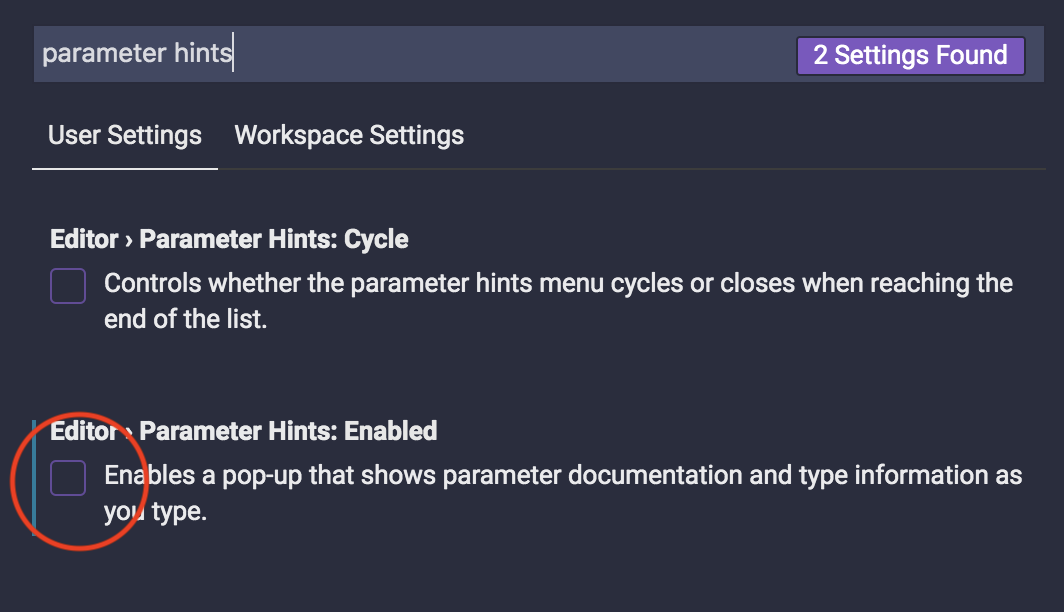 parameter hints
2 Settings Found
User Settings
Workspace Settings
Editor › Parameter Hints: Cycle
Controls whether the parameter hints menu cycles or closes when reaching the
end of the list.
Editor › Parameter Hints: Enabled
Enables a pop-up that shows parameter documentation and type information as
you type.